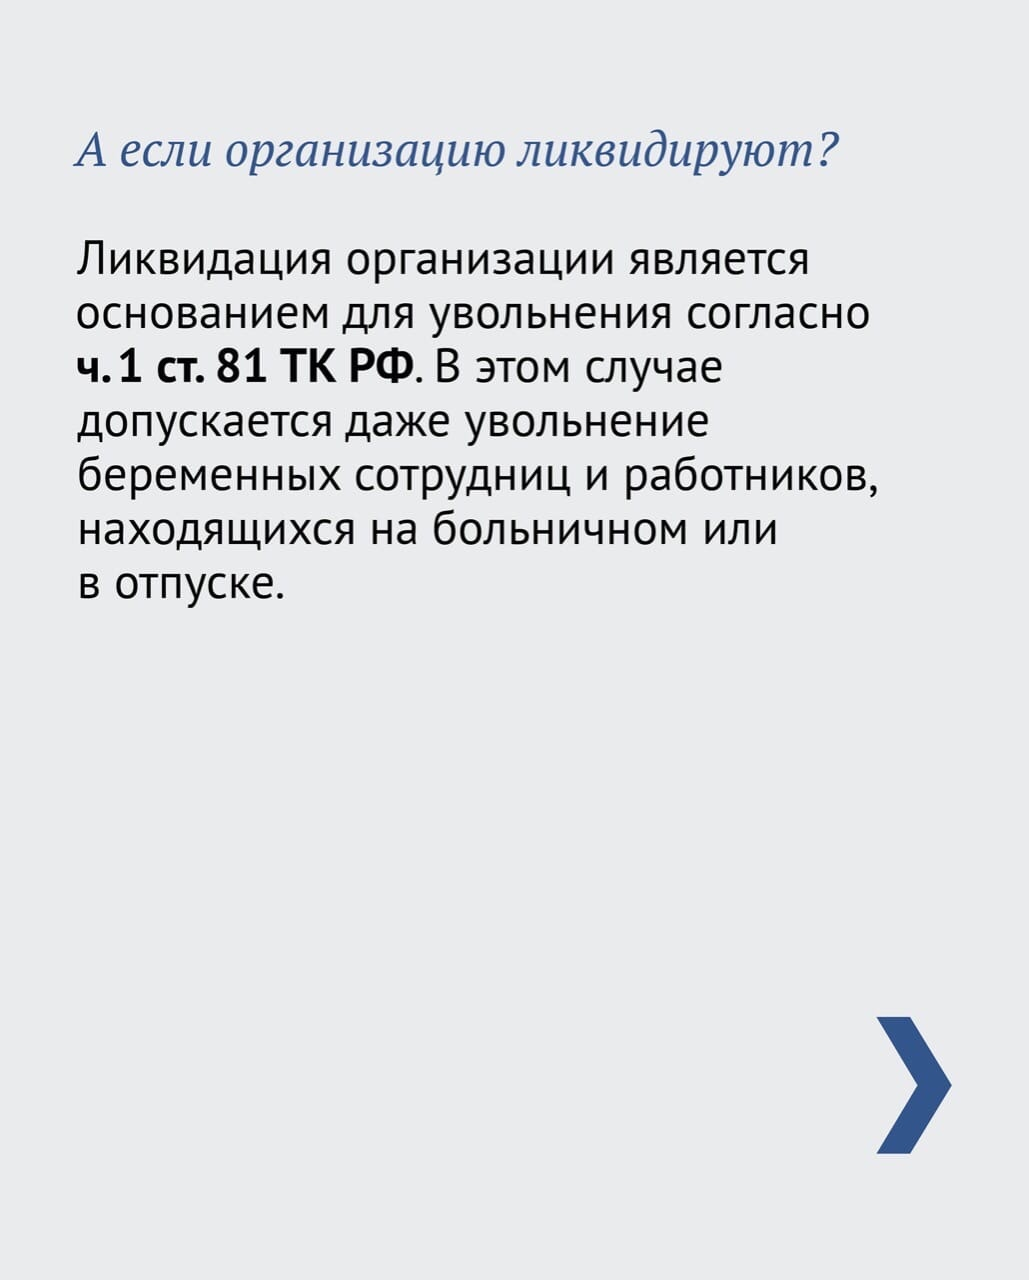 А если организацию ликвидируют?
Ликвидация организации является
основанием для увольнения согласно
ч. 1 ст. 81 ТК РФ. В этом случае
допускается даже увольнение
беременных сотрудниц и работников,
находящихся на больничном или
в отпуске.